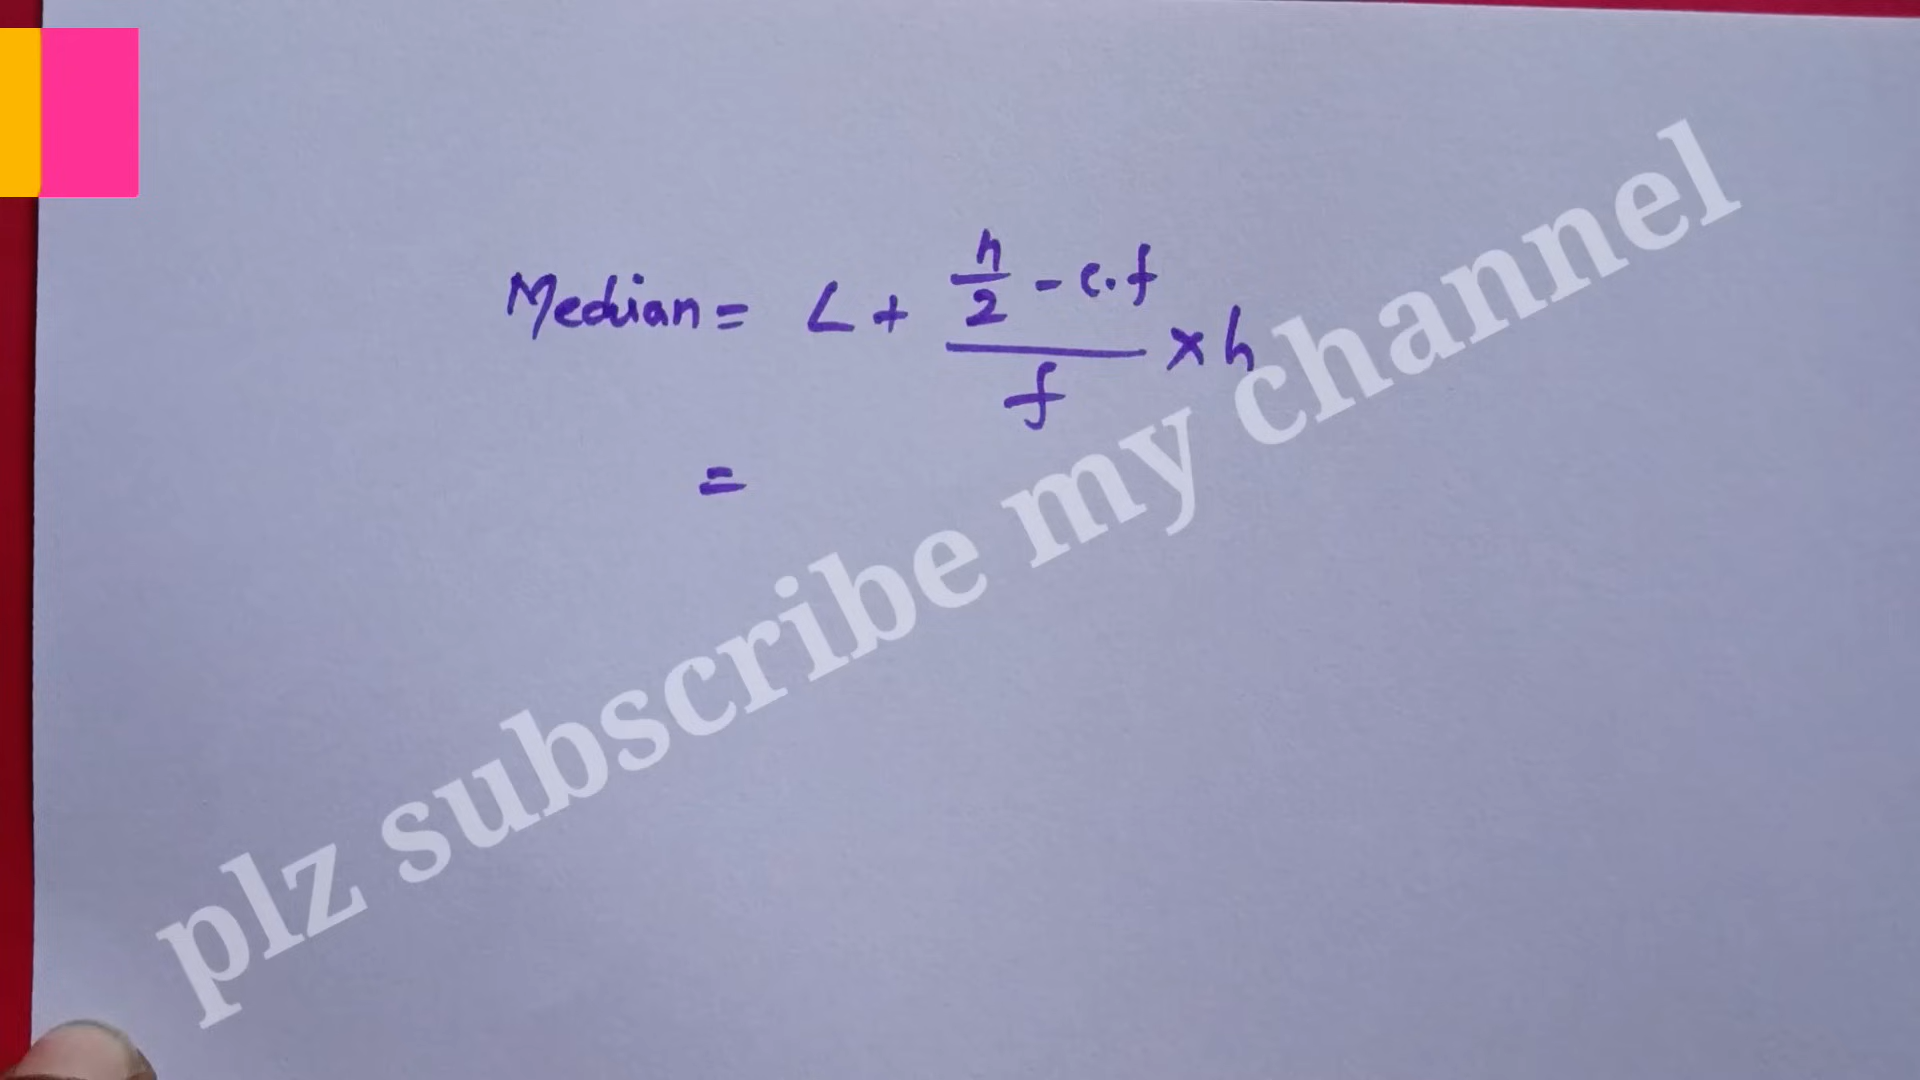 Median = L + (n/2 - c.f)/f × h
=
plz subscribe my channel